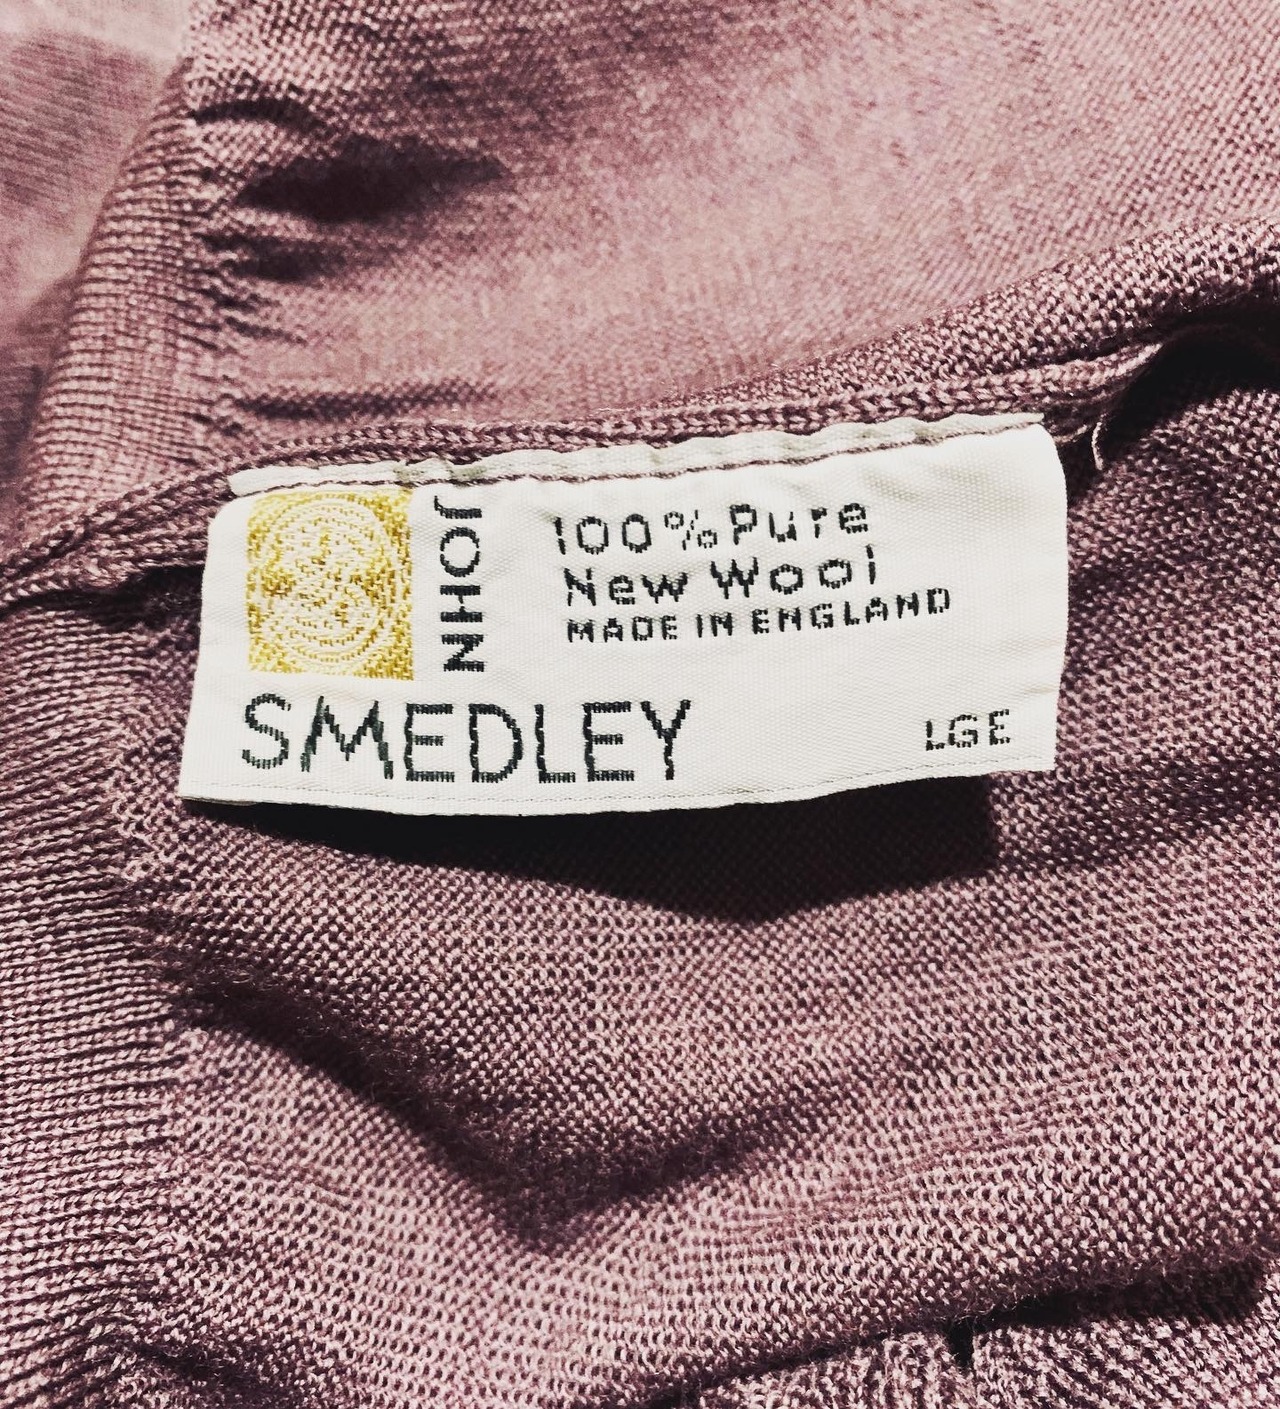 JOHN
SMEDLEY
100% Pure
New Wool
MADE IN ENGLAND
LGE